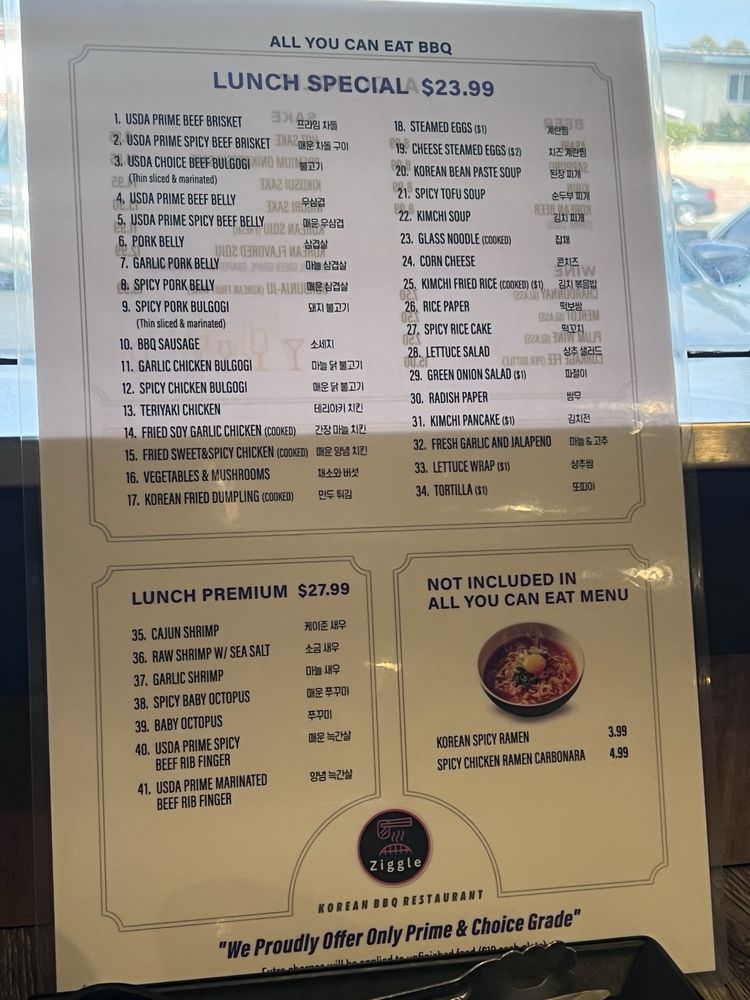 ALL YOU CAN EAT BBQ
LUNCH SPECIAL $23.99
1. USDA PRIME BEEF BRISKET 프라임 차돌
2. USDA PRIME SPICY BEEF BRISKET 매운 차돌 구이
3. USDA CHOICE BEEF BULGOGI 불고기
(Thin sliced & marinated)
4. USDA PRIME BEEF BELLY 우삼겹
5. USDA PRIME SPICY BEEF BELLY 매운 우삼겹
6. PORK BELLY 삼겹살
7. GARLIC PORK BELLY 마늘 삼겹살
8. SPICY PORK BELLY 매운 삼겹살
9. SPICY PORK BULGOGI 돼지 불고기
(Thin sliced & marinated)
10. BBQ SAUSAGE 소세지
11. GARLIC CHICKEN BULGOGI 마늘 닭 불고기
12. SPICY CHICKEN BULGOGI 매운 닭 불고기
13. TERIYAKI CHICKEN 테리야키 치킨
14. FRIED SOY GARLIC CHICKEN (COOKED) 간장 마늘 치킨
15. FRIED SWEET&SPICY CHICKEN (COOKED) 매운 양념 치킨
16. VEGETABLES & MUSHROOMS 채소와 버섯
17. KOREAN FRIED DUMPLING (COOKED) 만두 튀김
18. STEAMED EGGS ($1) 계란찜
19. CHEESE STEAMED EGGS ($2) 치즈 계란찜
20. KOREAN BEAN PASTE SOUP 된장 찌개
21. SPICY TOFU SOUP 순두부 찌개
22. KIMCHI SOUP 김치 찌개
23. GLASS NOODLE (COOKED) 잡채
24. CORN CHEESE 콘치즈
25. KIMCHI FRIED RICE (COOKED) ($1) 김치 볶음밥
26. RICE PAPER 떡보쌈
27. SPICY RICE CAKE 떡꼬치
28. LETTUCE SALAD 상추 샐러드
29. GREEN ONION SALAD ($1) 파절이
30. RADISH PAPER 쌈무
31. KIMCHI PANCAKE ($1) 김치전
32. FRESH GARLIC AND JALAPENO 마늘 & 고추
33. LETTUCE WRAP ($1) 상추쌈
34. TORTILLA ($1) 또띠아
LUNCH PREMIUM $27.99
35. CAJUN SHRIMP 케이준 새우
36. RAW SHRIMP W/ SEA SALT 소금 새우
37. GARLIC SHRIMP 마늘 새우
38. SPICY BABY OCTOPUS 매운 쭈꾸미
39. BABY OCTOPUS 쭈꾸미
40. USDA PRIME SPICY 매운 늑간살
BEEF RIB FINGER
41. USDA PRIME MARINATED 양념 늑간살
BEEF RIB FINGER
NOT INCLUDED IN
ALL YOU CAN EAT MENU
KOREAN SPICY RAMEN 3.99
SPICY CHICKEN RAMEN CARBONARA 4.99
Ziggle
KOREAN BBQ RESTAURANT
"We Proudly Offer Only Prime & Choice Grade"